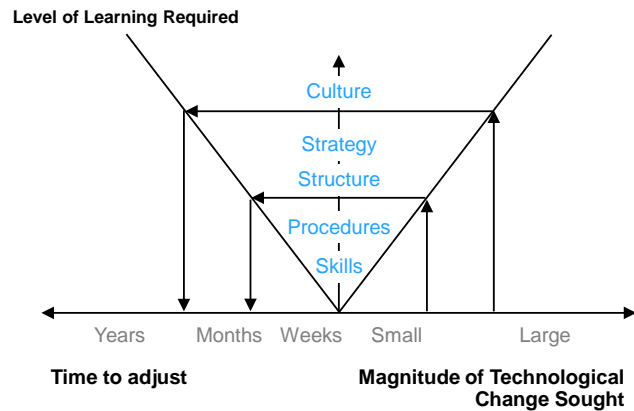 Level of Learning Required
Culture
Strategy
Structure
Procedures
Skills
Years Months Weeks Small Large
Time to adjust
Magnitude of Technological
Change Sought